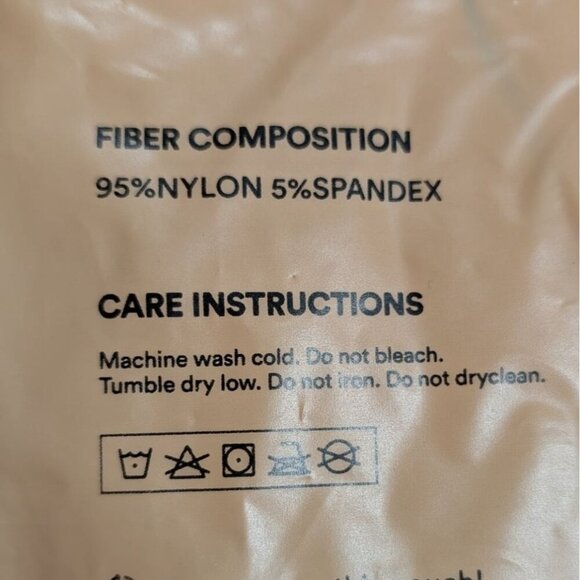 FIBER COMPOSITION
95%NYLON 5%SPANDEX
CARE INSTRUCTIONS
Machine wash cold. Do not bleach.
Tumble dry low. Do not iron. Do not dryclean.